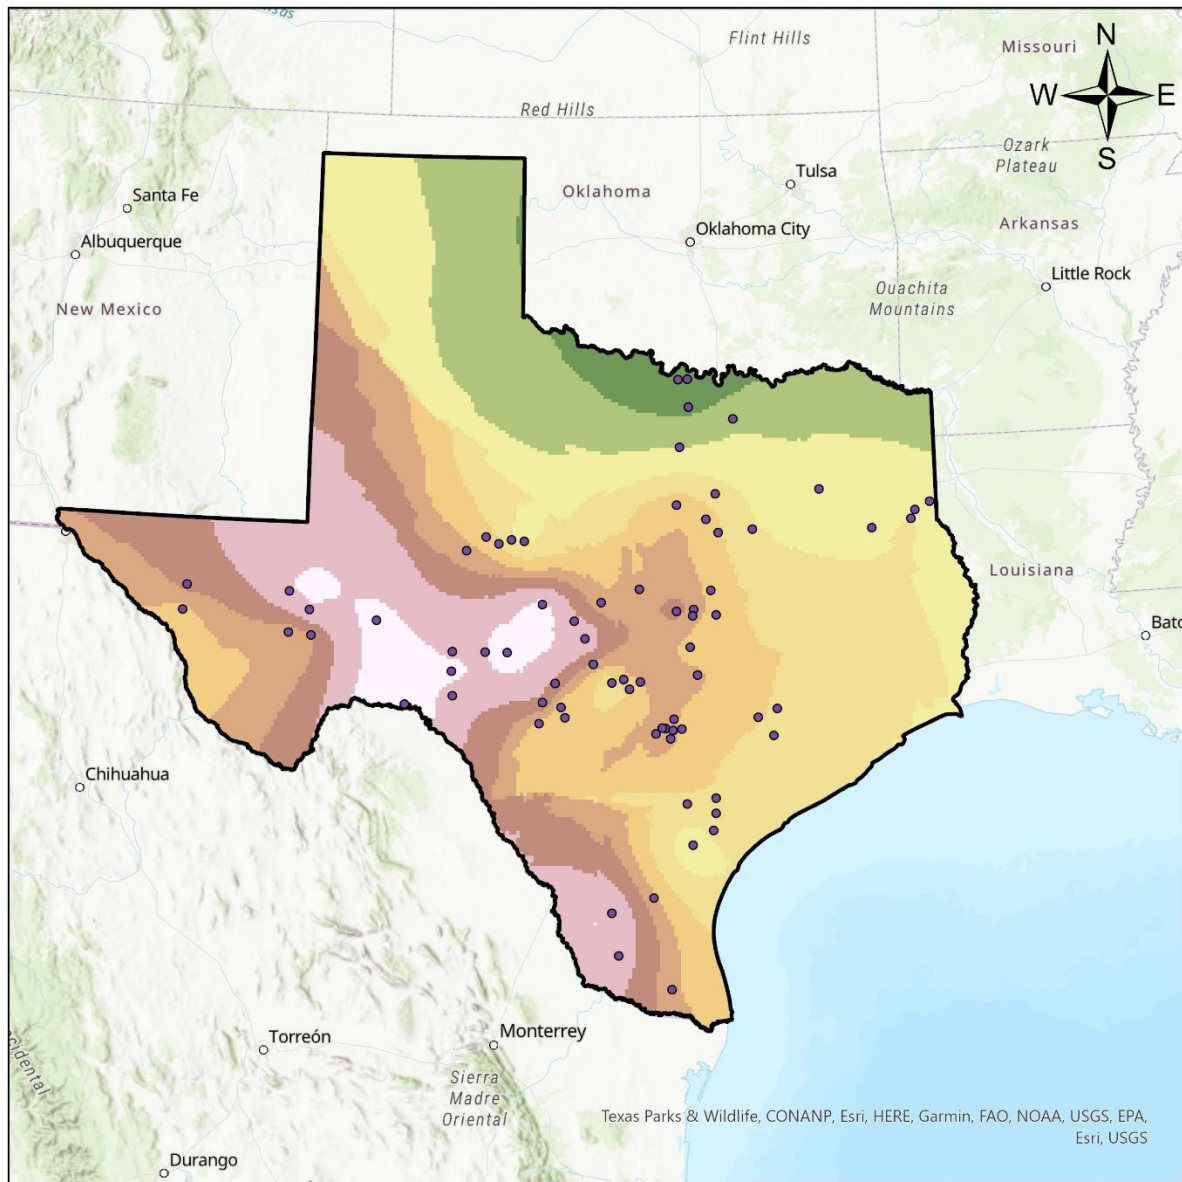 Flint Hills
Missouri
N
W
E
S
Red Hills
Ozark
Plateau
Tulsa
Santa Fe
Oklahoma
Arkansas
Albuquerque
Oklahoma City
Little Rock
New Mexico
Ouachita
Mountains
Louisiana
Chihuahua
Torreón
Monterrey
Sierra
Madre
Oriental
Texas Parks & Wildlife, CONANP, Esri, HERE, Garmin, FAO, NOAA, USGS, EPA,
Esri, USGS
Durango